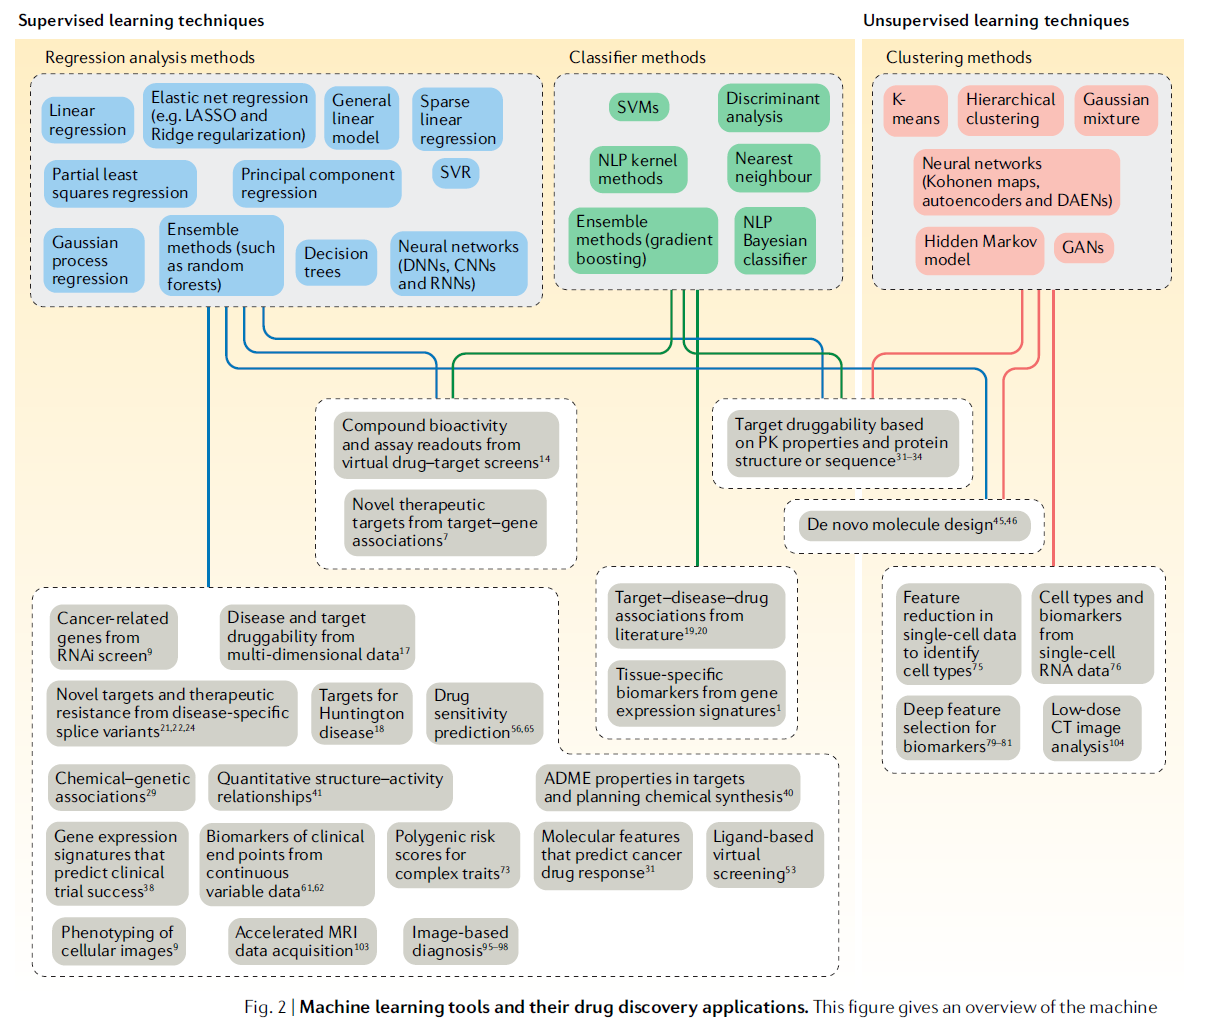 Supervised learning techniques
Unsupervised learning techniques
Regression analysis methods
Classifier methods
Clustering methods
Linear
regression
Elastic net regression
(e.g. LASSO and
Ridge regularization)
General
linear
model
Sparse
linear
regression
Partial least
squares regression
Principal component
regression
SVR
Gaussian
process
regression
Ensemble
methods (such
as random
forests)
Decision
trees
Neural networks
(DNNs, CNNs
and RNNs)
SVMs
Discriminant
analysis
NLP kernel
methods
Nearest
neighbour
Ensemble
methods (gradient
boosting)
NLP
Bayesian
classifier
K-
means
Hierarchical
clustering
Gaussian
mixture
Neural networks
(Kohonen maps,
autoencoders and DAENs)
Hidden Markov
model
GANs
Compound bioactivity
and assay readouts from
virtual drug–target screens14
Novel therapeutic
targets from target–gene
associations7
Target druggability based
on PK properties and protein
structure or sequence31–34
De novo molecule design45,46
Target–disease–drug
associations from
literature19,20
Tissue-specific
biomarkers from gene
expression signatures1
Feature
reduction in
single-cell data
to identify
cell types75
Cell types and
biomarkers
from
single-cell
RNA data76
Deep feature
selection for
biomarkers79–81
Low-dose
CT image
analysis104
Cancer-related
genes from
RNAi screen9
Disease and target
druggability from
multi-dimensional data17
Novel targets and therapeutic
resistance from disease-specific
splice variants21,22,24
Targets for
Huntington
disease18
Drug
sensitivity
prediction56,65
Chemical–genetic
associations29
Quantitative structure–activity
relationships41
ADME properties in targets
and planning chemical synthesis40
Gene expression
signatures that
predict clinical
trial success38
Biomarkers of clinical
end points from
continuous
variable data61,62
Polygenic risk
scores for
complex traits73
Molecular features
that predict cancer
drug response31
Ligand-based
virtual
screening53
Phenotyping of
cellular images9
Accelerated MRI
data acquisition103
Image-based
diagnosis95–98
Fig. 2 | Machine learning tools and their drug discovery applications. This figure gives an overview of the machine